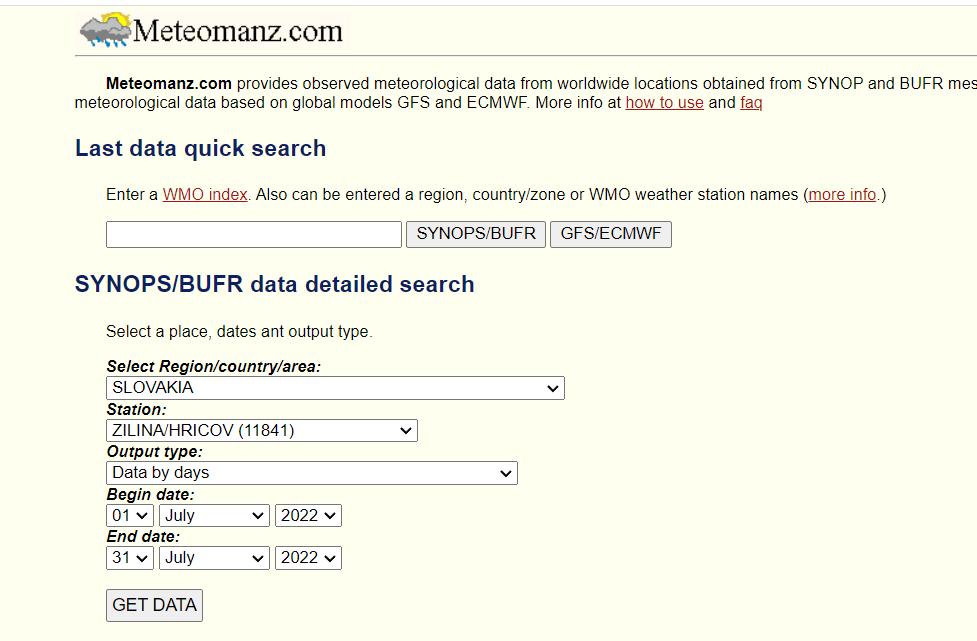 Meteomanz.com
Meteomanz.com provides observed meteorological data from worldwide locations obtained from SYNOP and BUFR
meteorological data based on global models GFS and ECMWF. More info at how to use and faq
Last data quick search
Enter a WMO index. Also can be entered a region, country/zone or WMO weather station names (more info.)
SYNOPS/BUFR GFS/ECMWF
SYNOPS/BUFR data detailed search
Select a place, dates ant output type.
Select Region/country/area:
SLOVAKIA
Station:
ZILINA/HRICOV (11841)
Output type:
Data by days
Begin date:
01 July 2022
End date:
31 July 2022
GET DATA